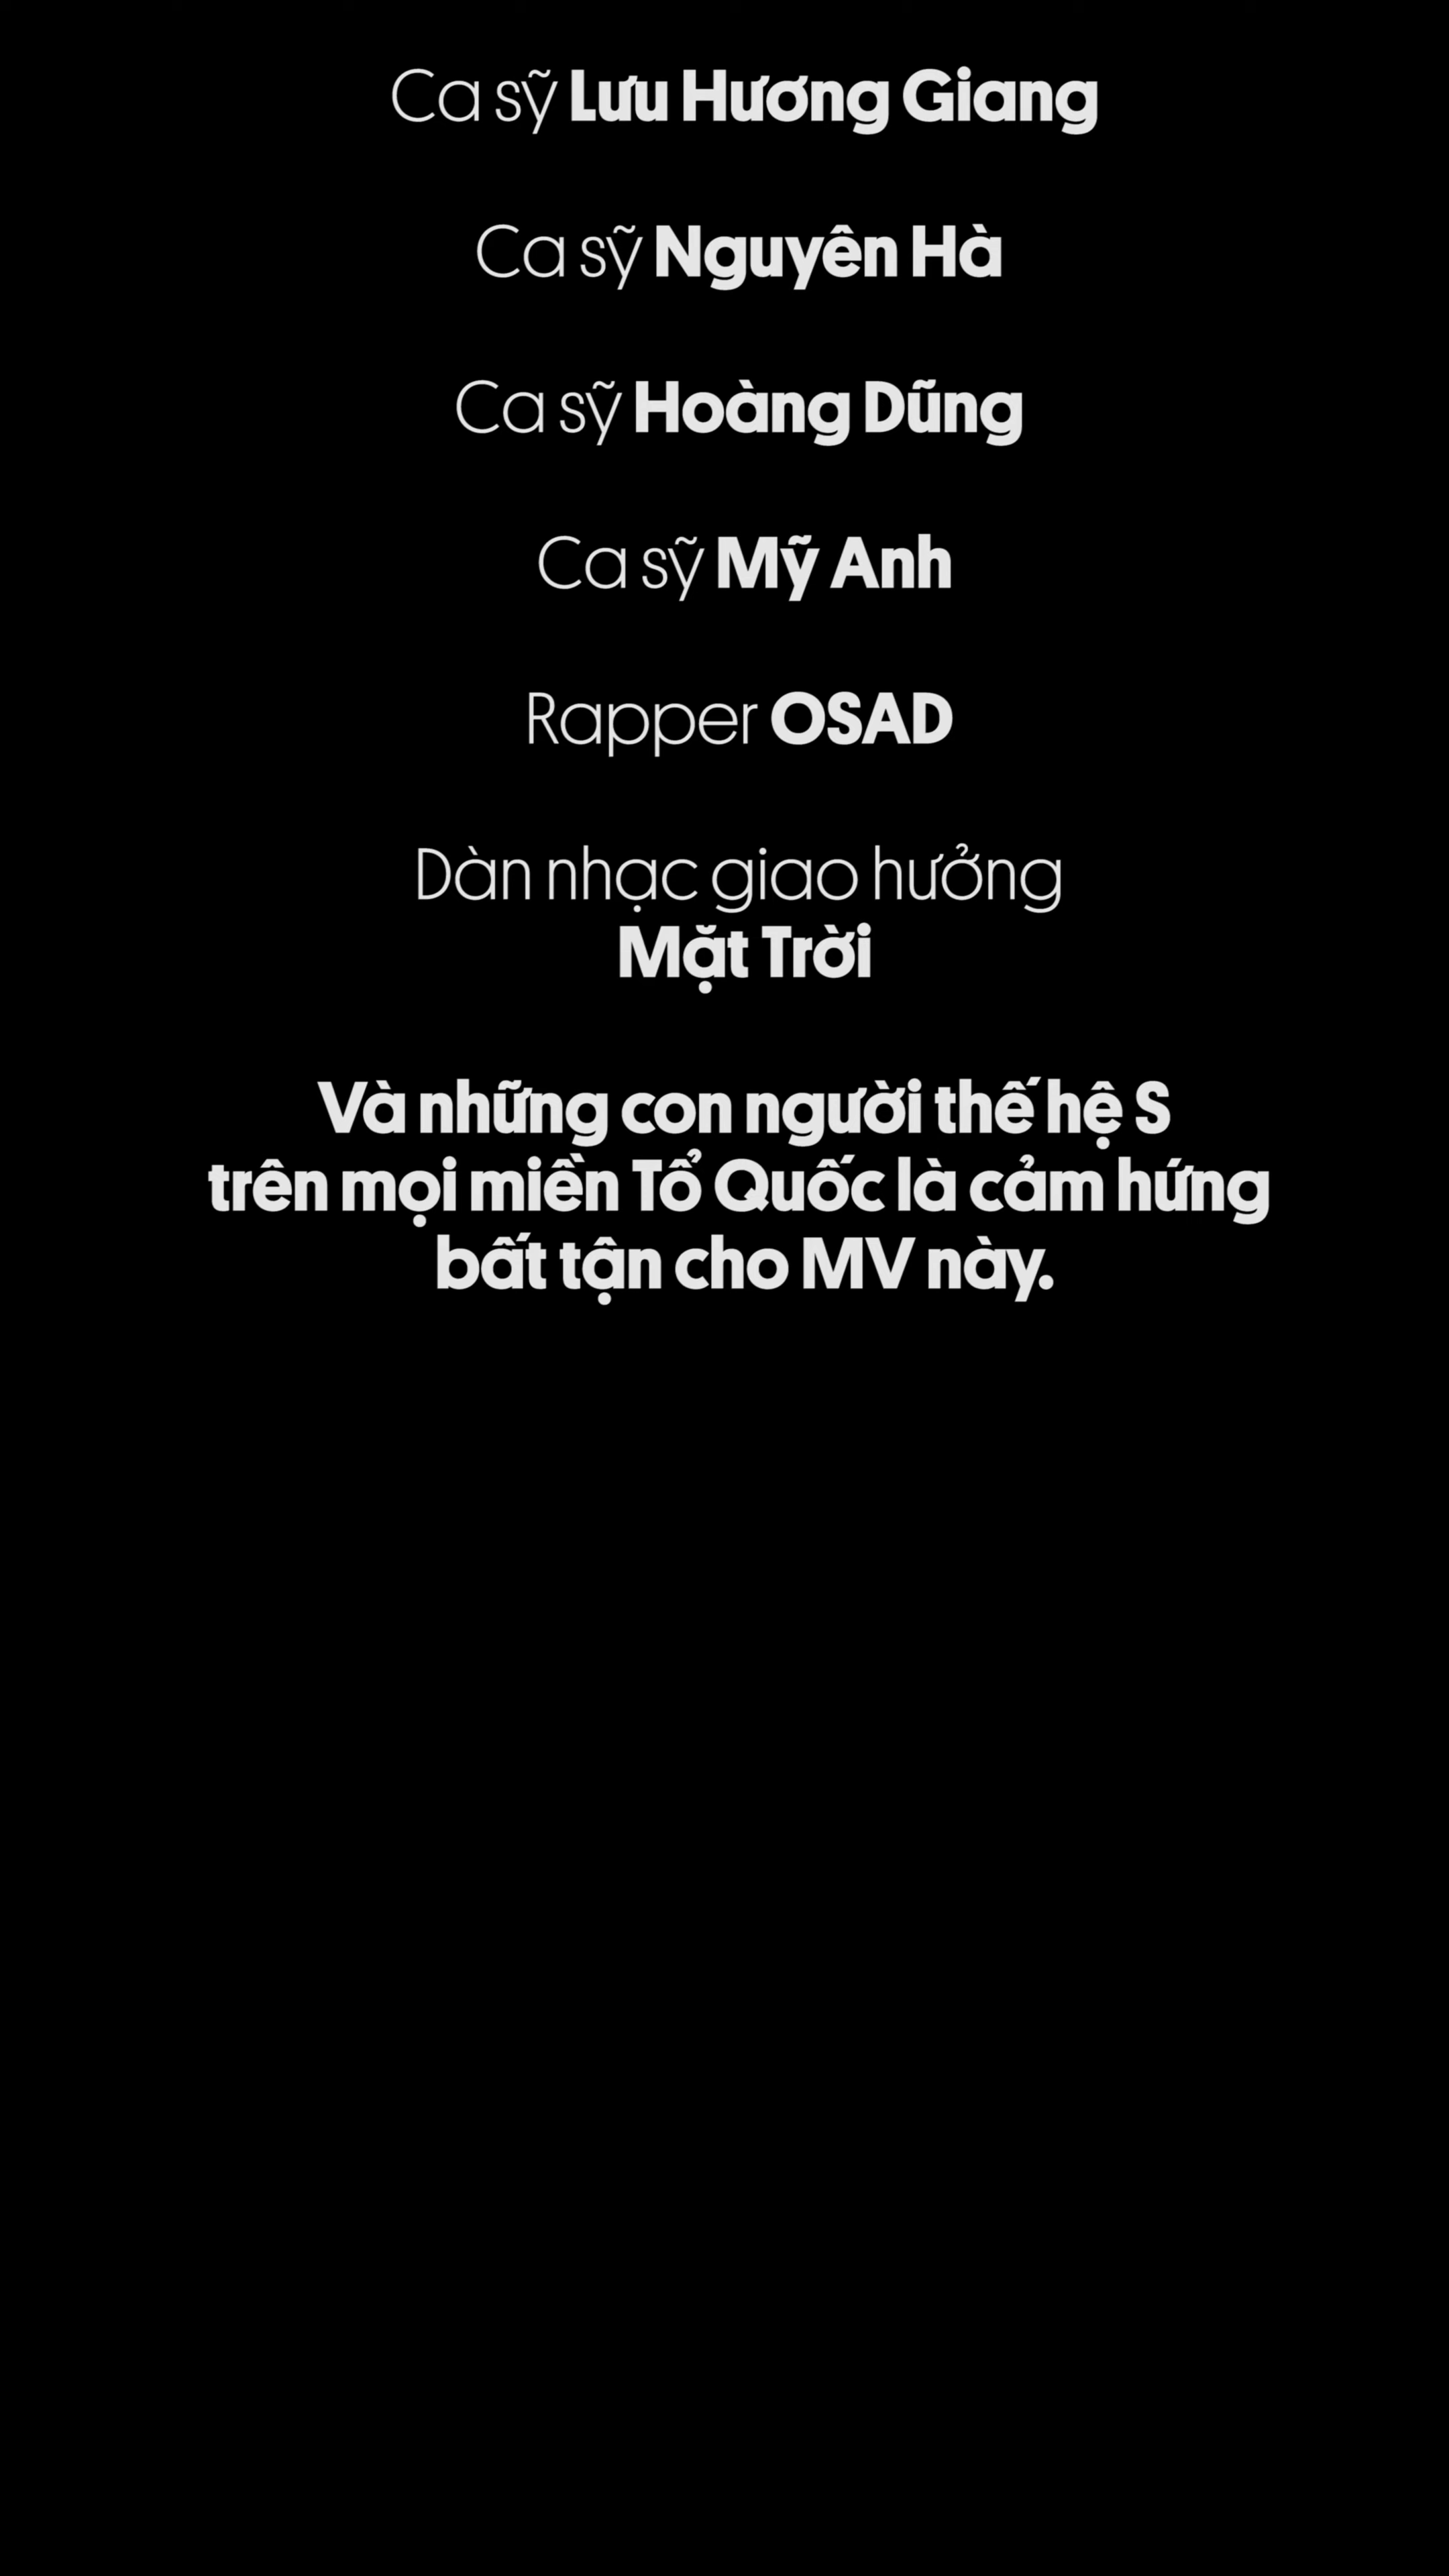 Ca sỹ Lưu Hương Giang
Ca sỹ Nguyên Hà
Ca sỹ Hoàng Dũng
Ca sỹ Mỹ Anh
Rapper OSAD
Dàn nhạc giao hưởng
Mặt Trời
Và những con người thế hệ S
trên mọi miền Tổ Quốc là cảm hứng
bất tận cho MV này.